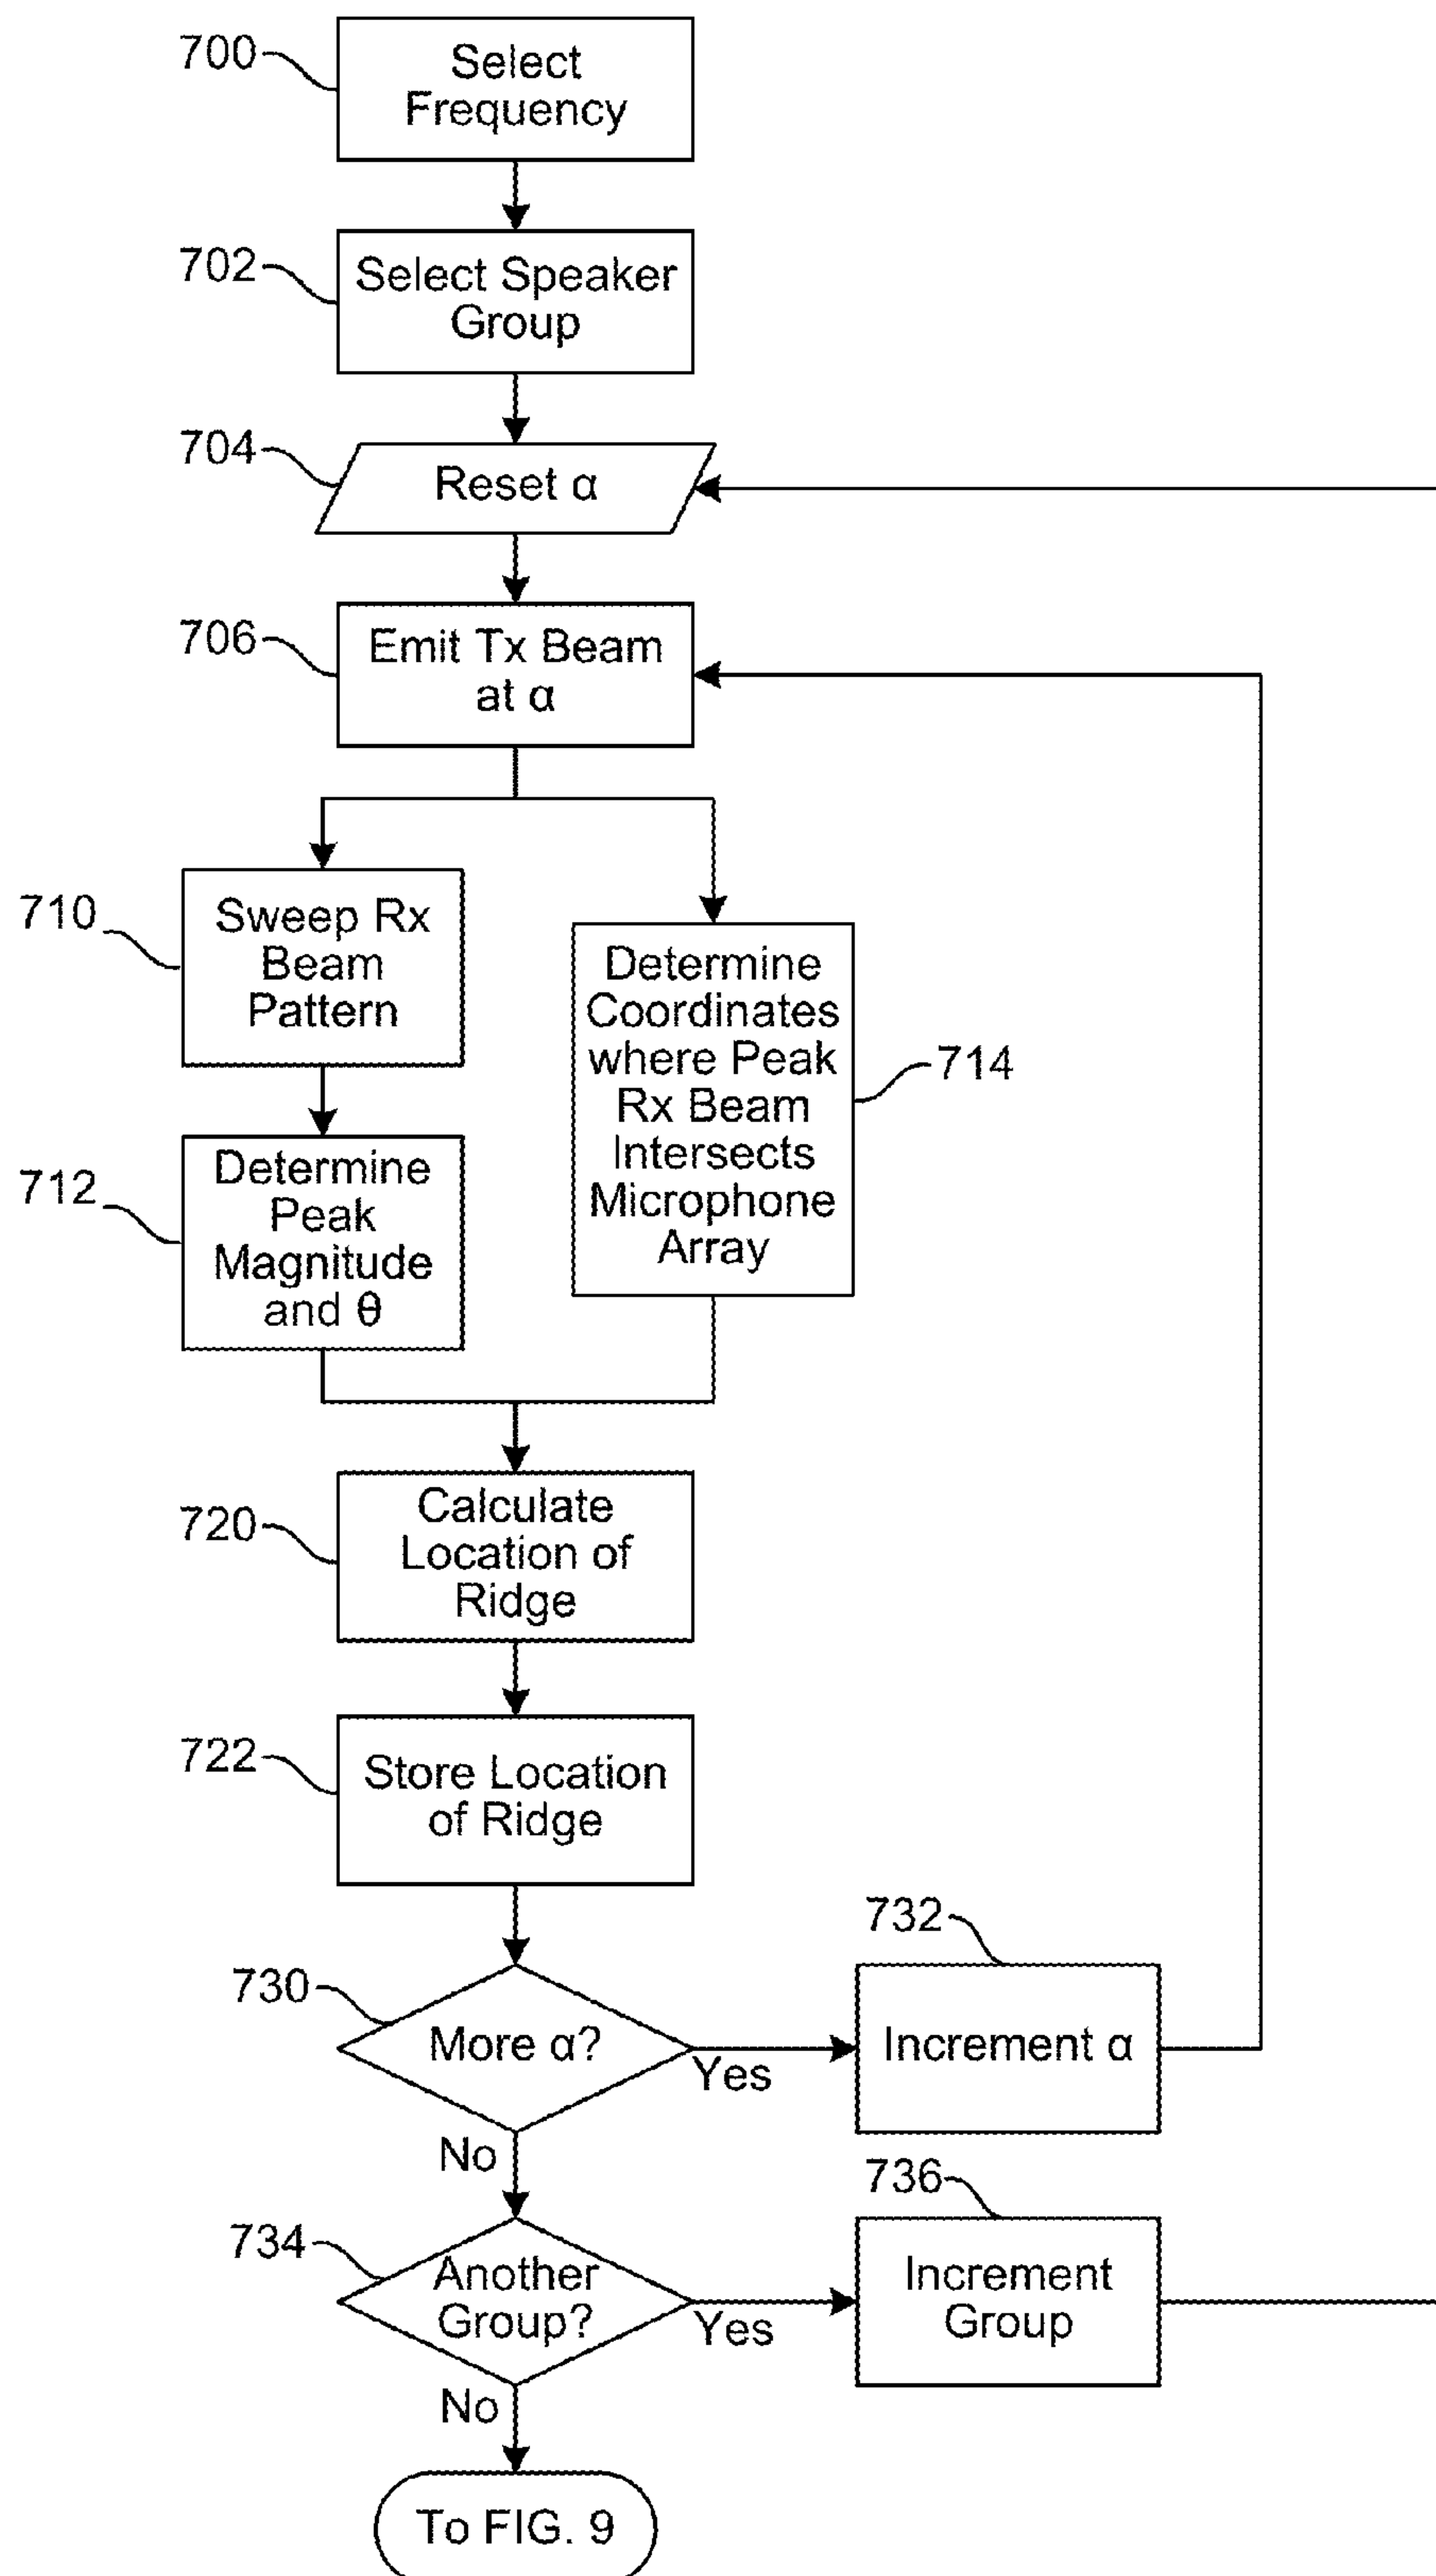 700
Select
Frequency
702
Select Speaker
Group
704
Reset α
706
Emit Tx Beam
at α
710
Sweep Rx
Beam
Pattern
712
Determine
Peak
Magnitude
and θ
Determine
Coordinates
where Peak
Rx Beam
Intersects
Microphone
Array
714
720
Calculate
Location of
Ridge
722
Store Location
of Ridge
730
More α?
Yes
732
Increment α
No
734
Another
Group?
Yes
736
Increment
Group
No
To FIG. 9